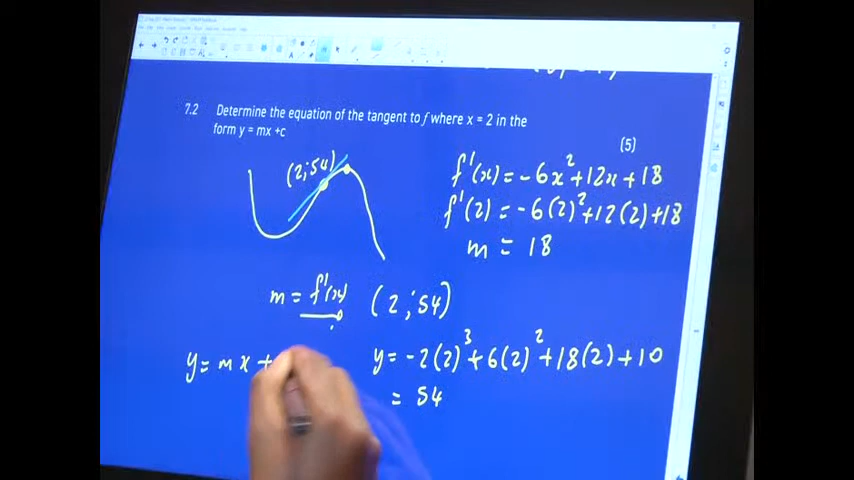 7.2 Determine the equation of the tangent to f where x = 2 in the
form y = mx +c
(5)
(2;54)
f'(x) = -6x²+12x+18
f'(2) = -6(2)²+12(2)+18
m = 18
m = f'(x) (2;54)
y = mx +
y = -2(2)³+6(2)²+18(2)+10
= 54